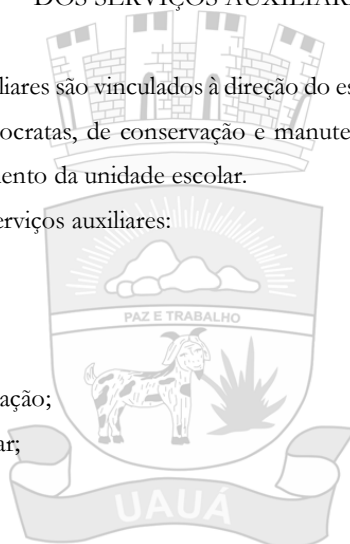 DOS SERVIÇOS AUXILIAR
liares são vinculados à direção do es
ocratas, de conservação e manute
ento da unidade escolar.
erviços auxiliares:
PAZ E TRABALHO
ação;
ar;
UAUÁ